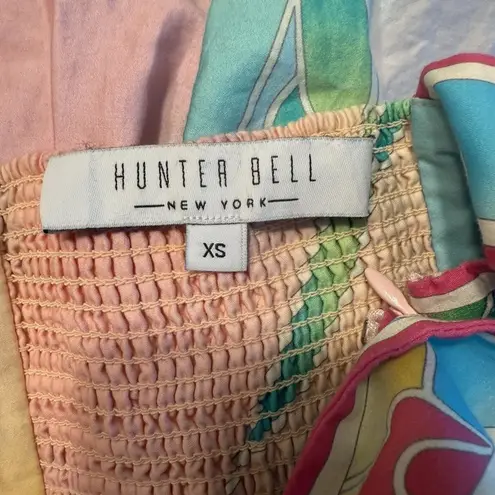 HUNTER BELL
NEW YORK
XS